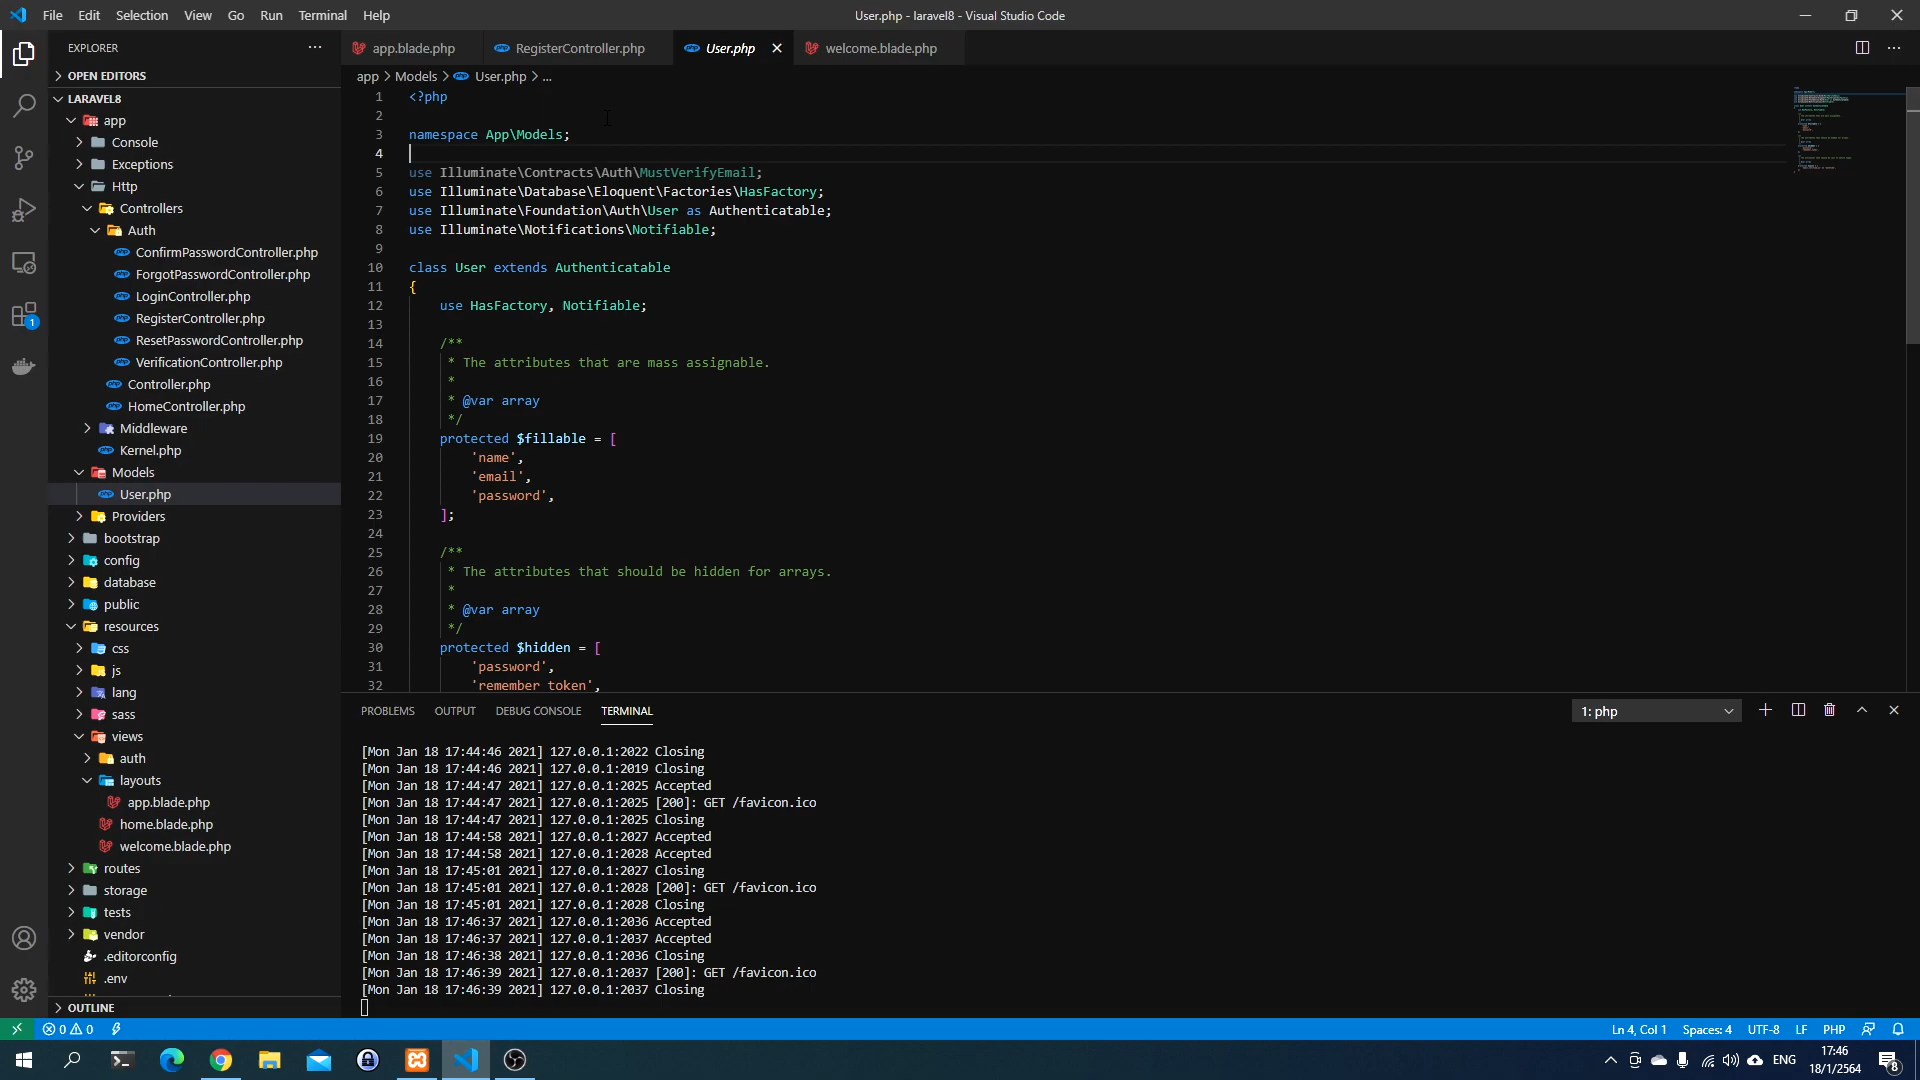 File Edit Selection View Go Run Terminal Help
User.php - laravel8 - Visual Studio Code
EXPLORER
OPEN EDITORS
LARAVEL8
app
Console
Exceptions
Http
Controllers
Auth
ConfirmPasswordController.php
ForgotPasswordController.php
LoginController.php
RegisterController.php
ResetPasswordController.php
VerificationController.php
Controller.php
HomeController.php
Middleware
Kernel.php
Models
User.php
Providers
bootstrap
config
database
public
resources
css
js
lang
sass
views
auth
layouts
app.blade.php
home.blade.php
welcome.blade.php
routes
storage
tests
vendor
.editorconfig
.env
OUTLINE
1
app.blade.php RegisterController.php User.php welcome.blade.php
app > Models > User.php > ...
1 <?php
2
3 namespace App\Models;
4
5 use Illuminate\Contracts\Auth\MustVerifyEmail;
6 use Illuminate\Database\Eloquent\Factories\HasFactory;
7 use Illuminate\Foundation\Auth\User as Authenticatable;
8 use Illuminate\Notifications\Notifiable;
9
10 class User extends Authenticatable
11 {
12 use HasFactory, Notifiable;
13
14 /**
15 * The attributes that are mass assignable.
16 *
17 * @var array
18 */
19 protected $fillable = [
20 'name',
21 'email',
22 'password',
23 ];
24
25 /**
26 * The attributes that should be hidden for arrays.
27 *
28 * @var array
29 */
30 protected $hidden = [
31 'password',
32 'remember_token',
PROBLEMS OUTPUT DEBUG CONSOLE TERMINAL
1: php
[Mon Jan 18 17:44:46 2021] 127.0.0.1:2022 Closing
[Mon Jan 18 17:44:46 2021] 127.0.0.1:2019 Closing
[Mon Jan 18 17:44:47 2021] 127.0.0.1:2025 Accepted
[Mon Jan 18 17:44:47 2021] 127.0.0.1:2025 [200]: GET /favicon.ico
[Mon Jan 18 17:44:47 2021] 127.0.0.1:2025 Closing
[Mon Jan 18 17:44:58 2021] 127.0.0.1:2027 Accepted
[Mon Jan 18 17:44:58 2021] 127.0.0.1:2028 Accepted
[Mon Jan 18 17:45:01 2021] 127.0.0.1:2027 Closing
[Mon Jan 18 17:45:01 2021] 127.0.0.1:2028 [200]: GET /favicon.ico
[Mon Jan 18 17:45:01 2021] 127.0.0.1:2028 Closing
[Mon Jan 18 17:46:37 2021] 127.0.0.1:2036 Accepted
[Mon Jan 18 17:46:37 2021] 127.0.0.1:2037 Accepted
[Mon Jan 18 17:46:38 2021] 127.0.0.1:2036 Closing
[Mon Jan 18 17:46:39 2021] 127.0.0.1:2037 [200]: GET /favicon.ico
[Mon Jan 18 17:46:39 2021] 127.0.0.1:2037 Closing
0 0
Ln 4, Col 1 Spaces: 4 UTF-8 LF PHP
ENG
17:46
18/1/2564
8